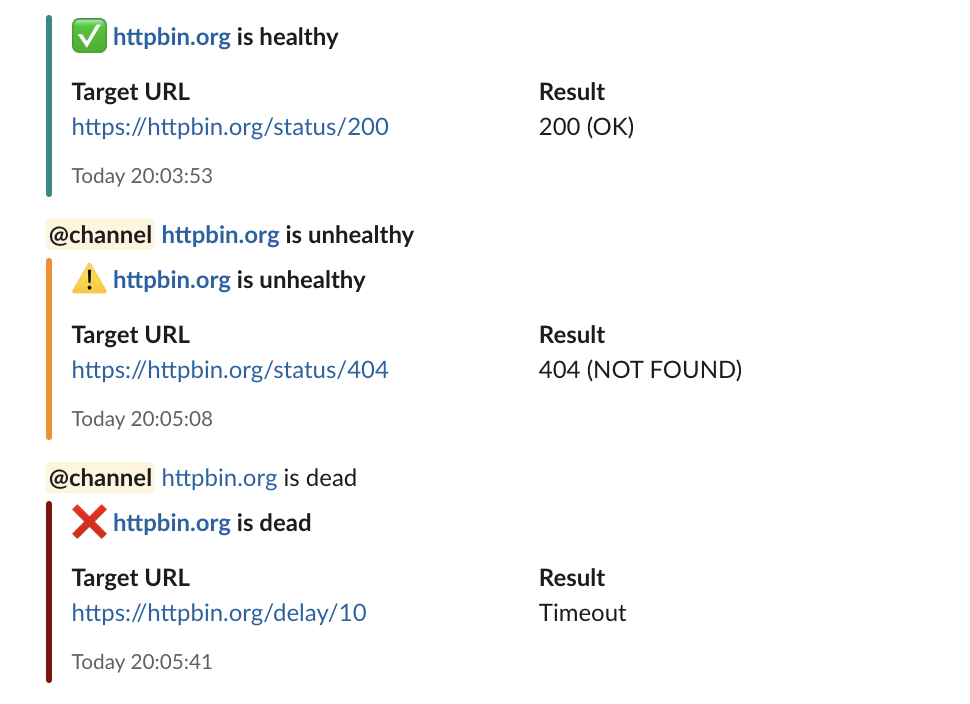 ✅ httpbin.org is healthy
Target URL Result
https://httpbin.org/status/200 200 (OK)
Today 20:03:53
@channel httpbin.org is unhealthy
⚠️ httpbin.org is unhealthy
Target URL Result
https://httpbin.org/status/404 404 (NOT FOUND)
Today 20:05:08
@channel httpbin.org is dead
❌ httpbin.org is dead
Target URL Result
https://httpbin.org/delay/10 Timeout
Today 20:05:41